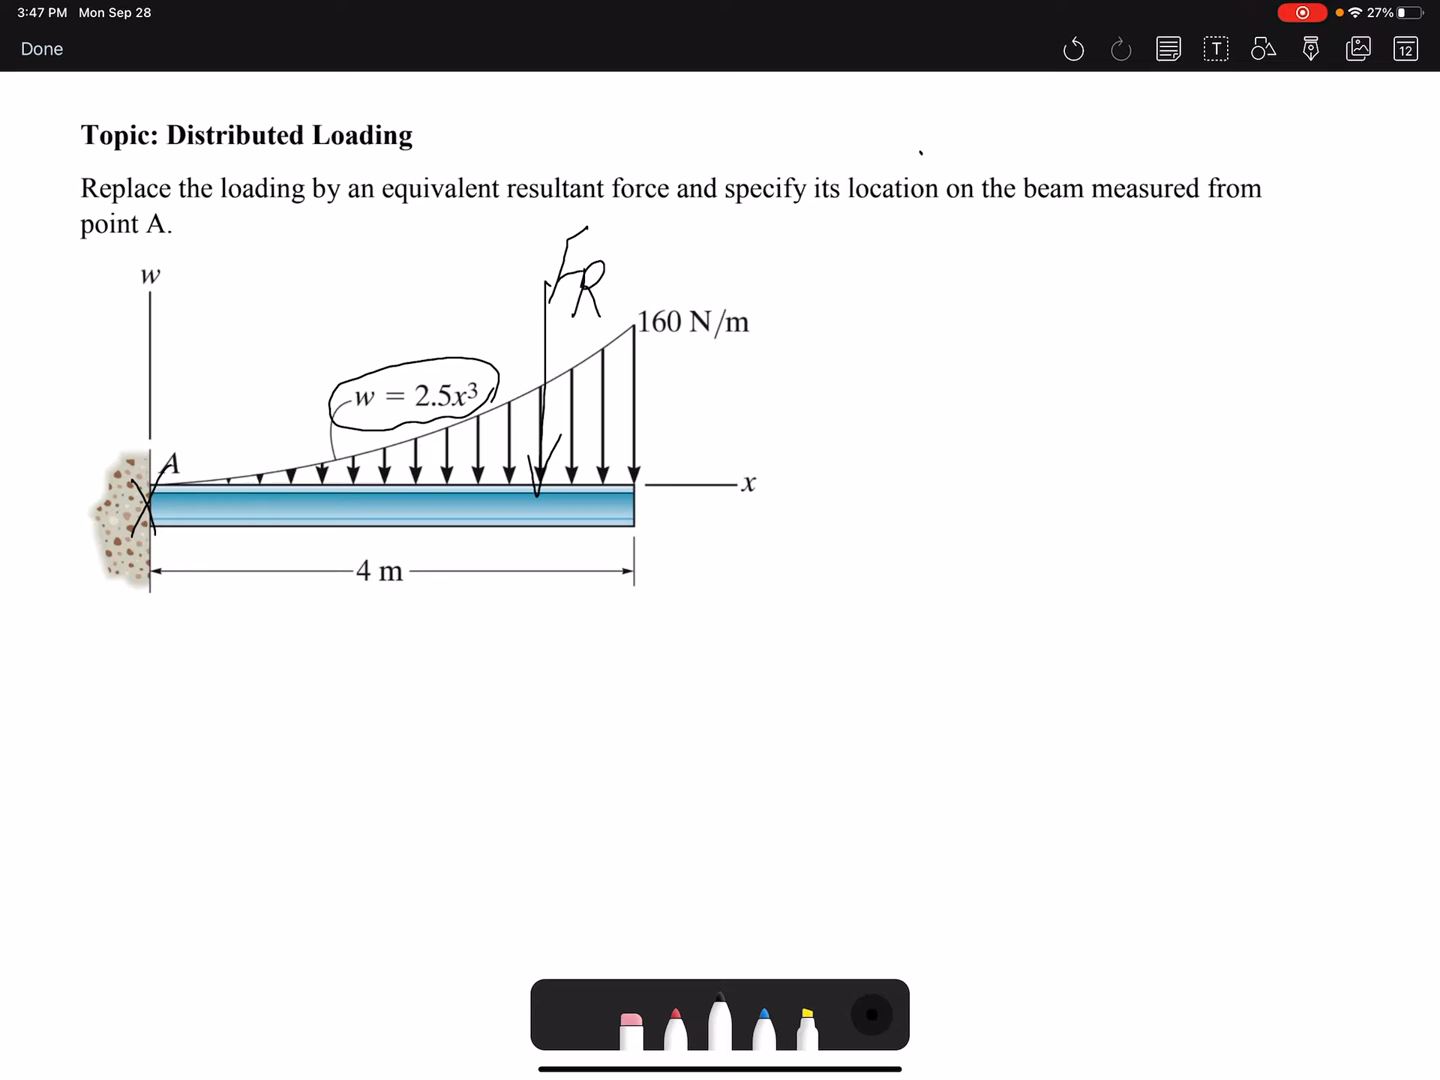 3:47 PM Mon Sep 28
27%
Done
T
12
Topic: Distributed Loading
Replace the loading by an equivalent resultant force and specify its location on the beam measured from
point A.
w
FR
160 N/m
w = 2.5x³
A
x
4 m